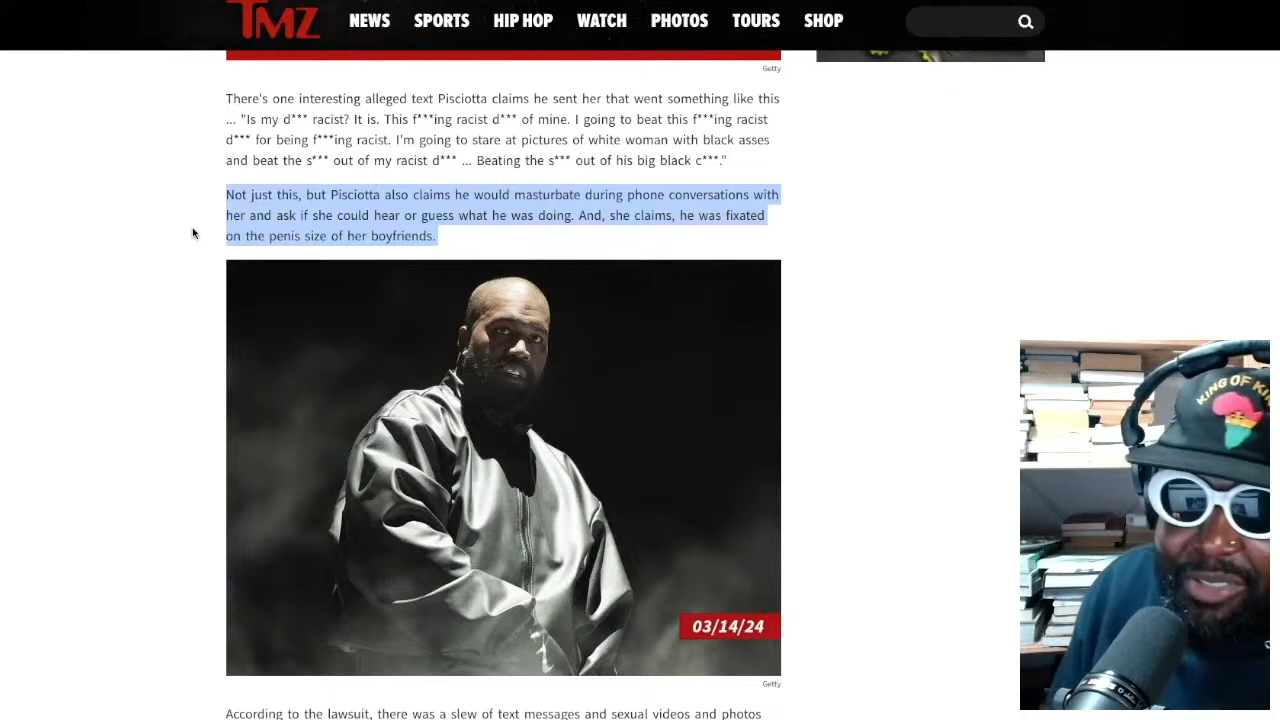 TMZ
NEWS SPORTS HIP HOP WATCH PHOTOS TOURS SHOP
Getty
There's one interesting alleged text Pisciotta claims he sent her that went something like this
... "Is my d*** racist? It is. This f***ing racist d*** of mine. I going to beat this f***ing racist
d*** for being f***ing racist. I'm going to stare at pictures of white woman with black asses
and beat the s*** out of my racist d*** ... Beating the s*** out of his big black c***."
Not just this, but Pisciotta also claims he would masturbate during phone conversations with
her and ask if she could hear or guess what he was doing. And, she claims, he was fixated
on the penis size of her boyfriends.
KING OF KIN
03/14/24
Getty
According to the lawsuit, there was a slew of text messages and sexual videos and photos